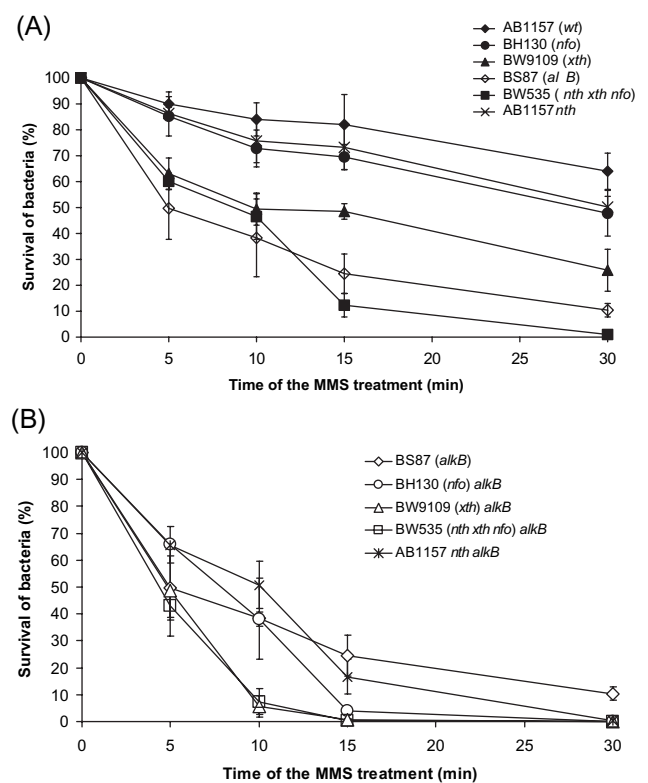 (A)
AB1157 (wt)
BH130 (nfo)
BW9109 (xth)
BS87 (al B)
BW535 ( nth xth nfo)
AB1157 nth
100
90
80
70
60
50
40
30
20
10
0
Survival of bacteria (%)
0 5 10 15 20 25 30
Time of the MMS treatment (min)
(B)
BS87 (alkB)
BH130 (nfo) alkB
BW9109 (xth) alkB
BW535 (nth xth nfo) alkB
AB1157 nth alkB
100
90
80
70
60
50
40
30
20
10
0
Survival of bacteria (%)
0 5 10 15 20 25 30
Time of the MMS treatment (min)